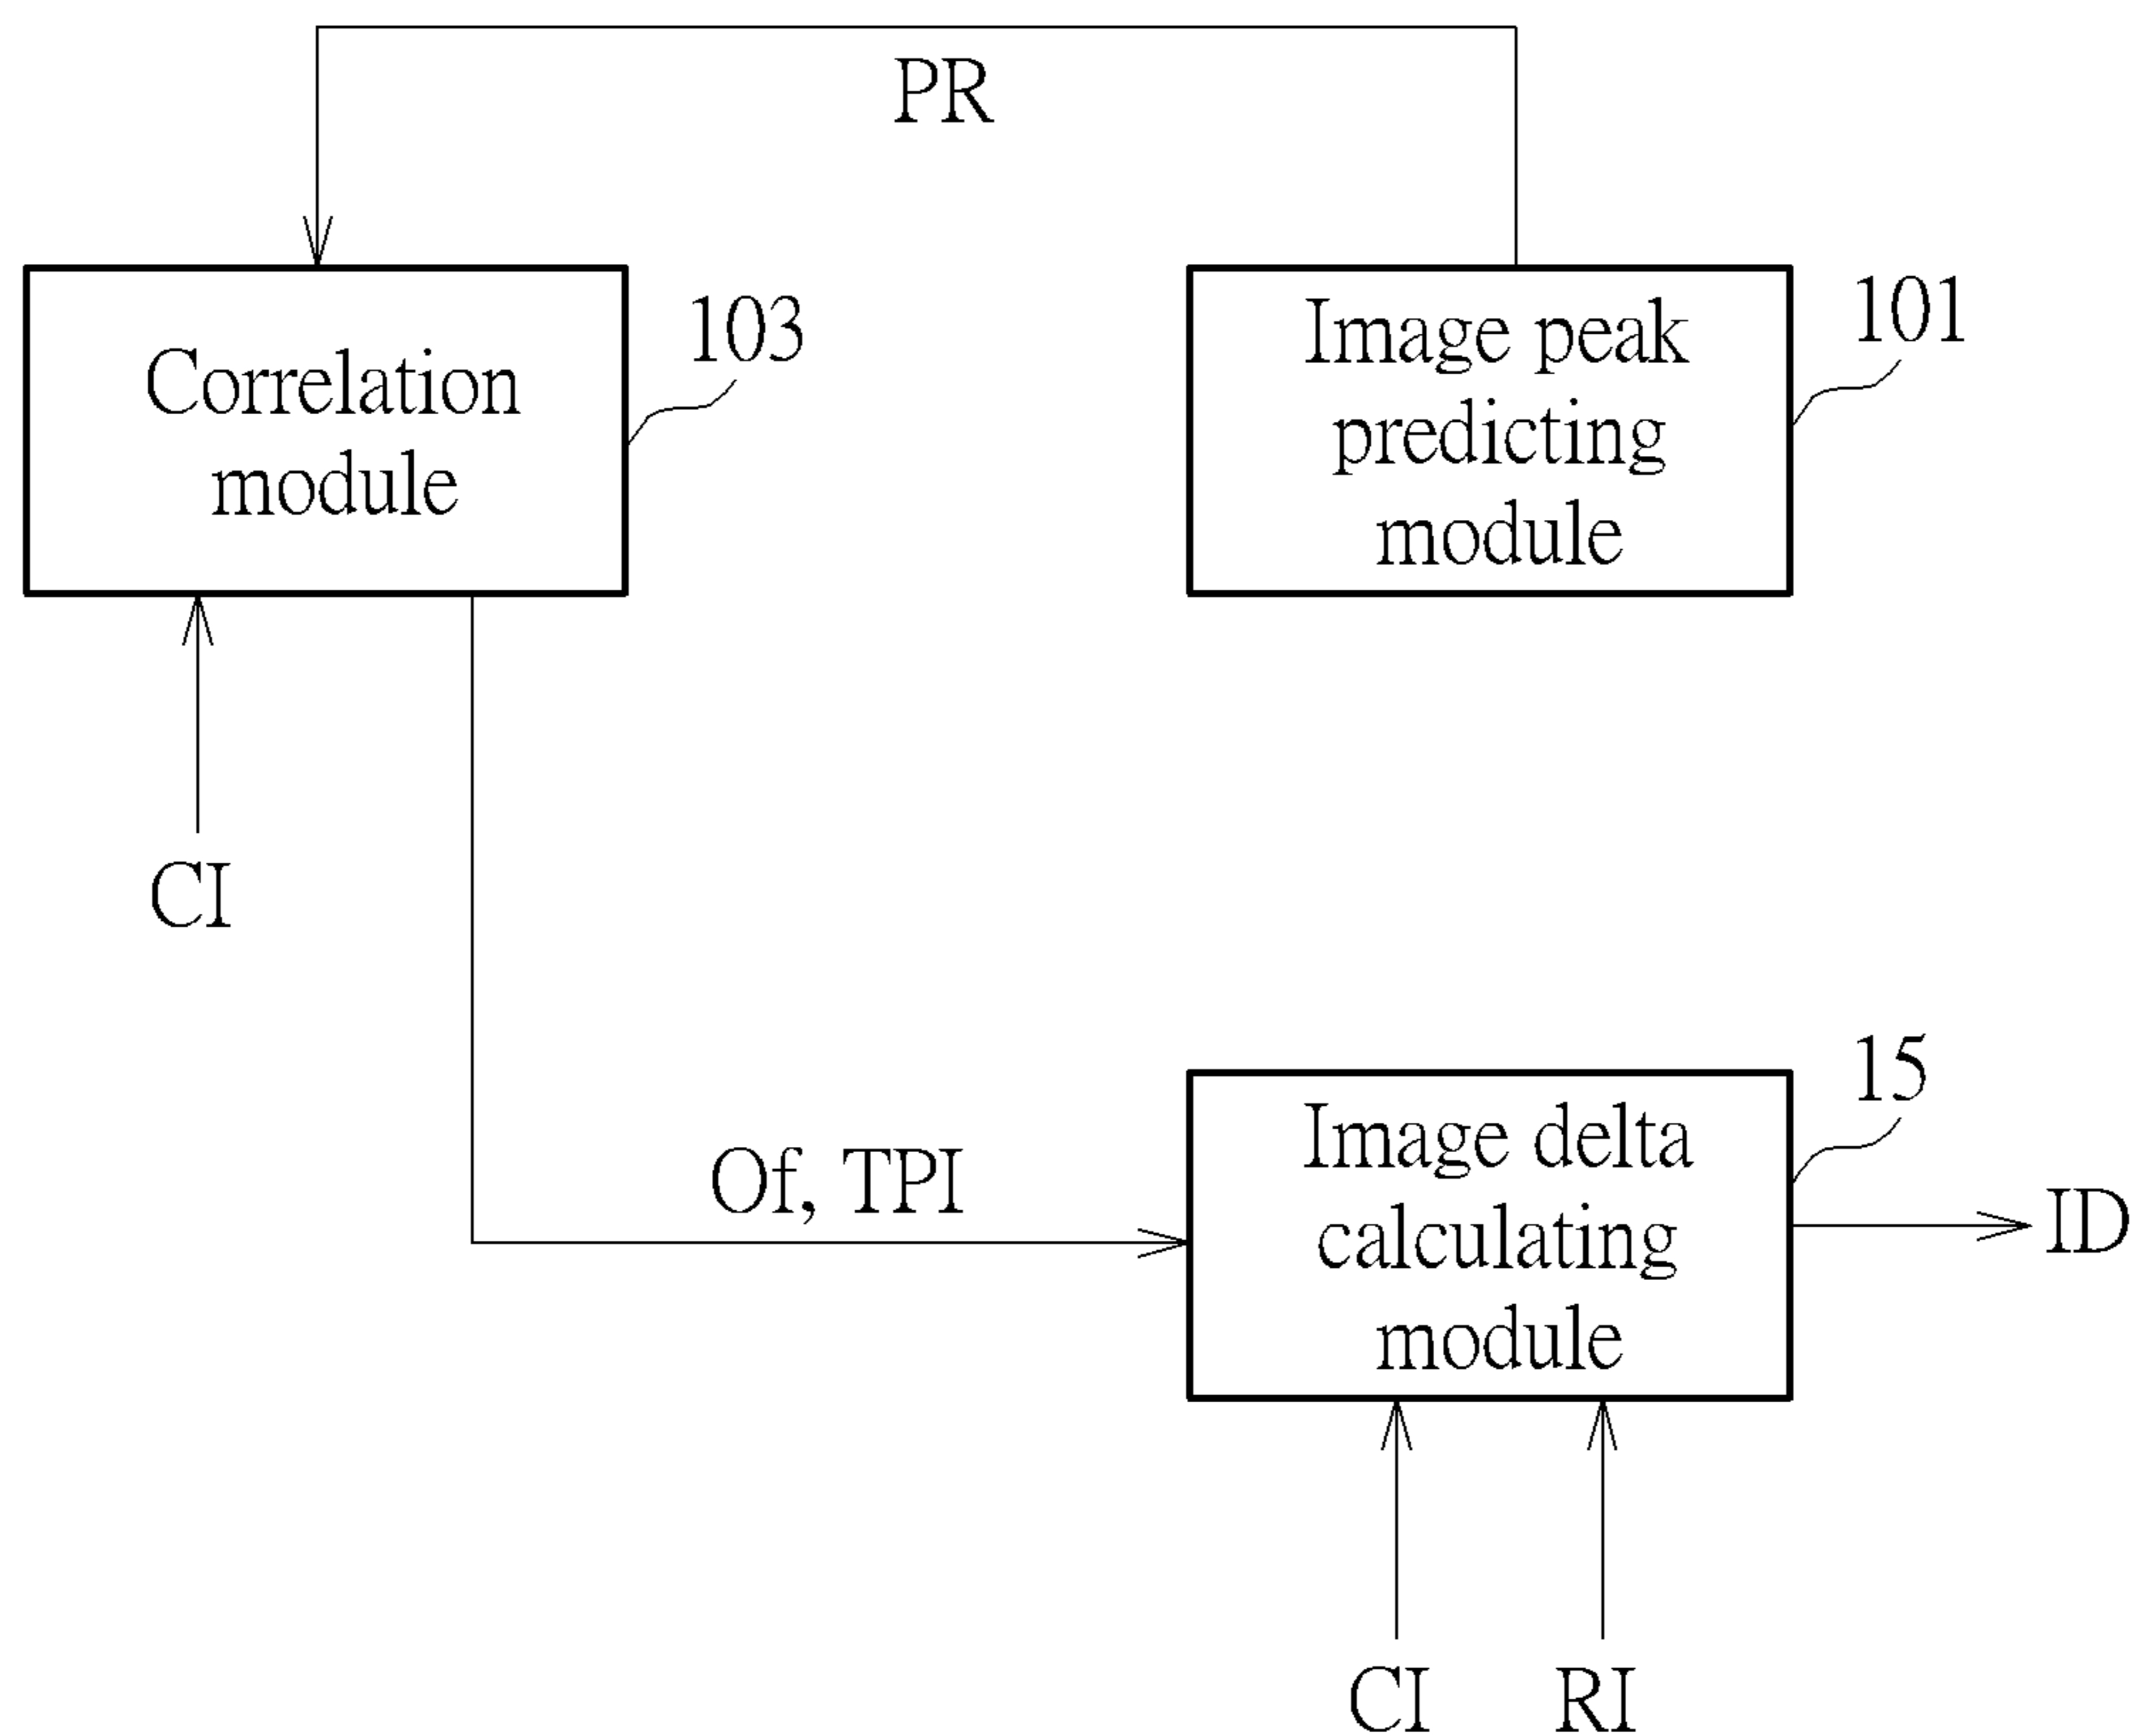 PR
Correlation
module
103
Image peak
predicting
module
101
CI
Of, TPI
Image delta
calculating
module
15
ID
CI
RI